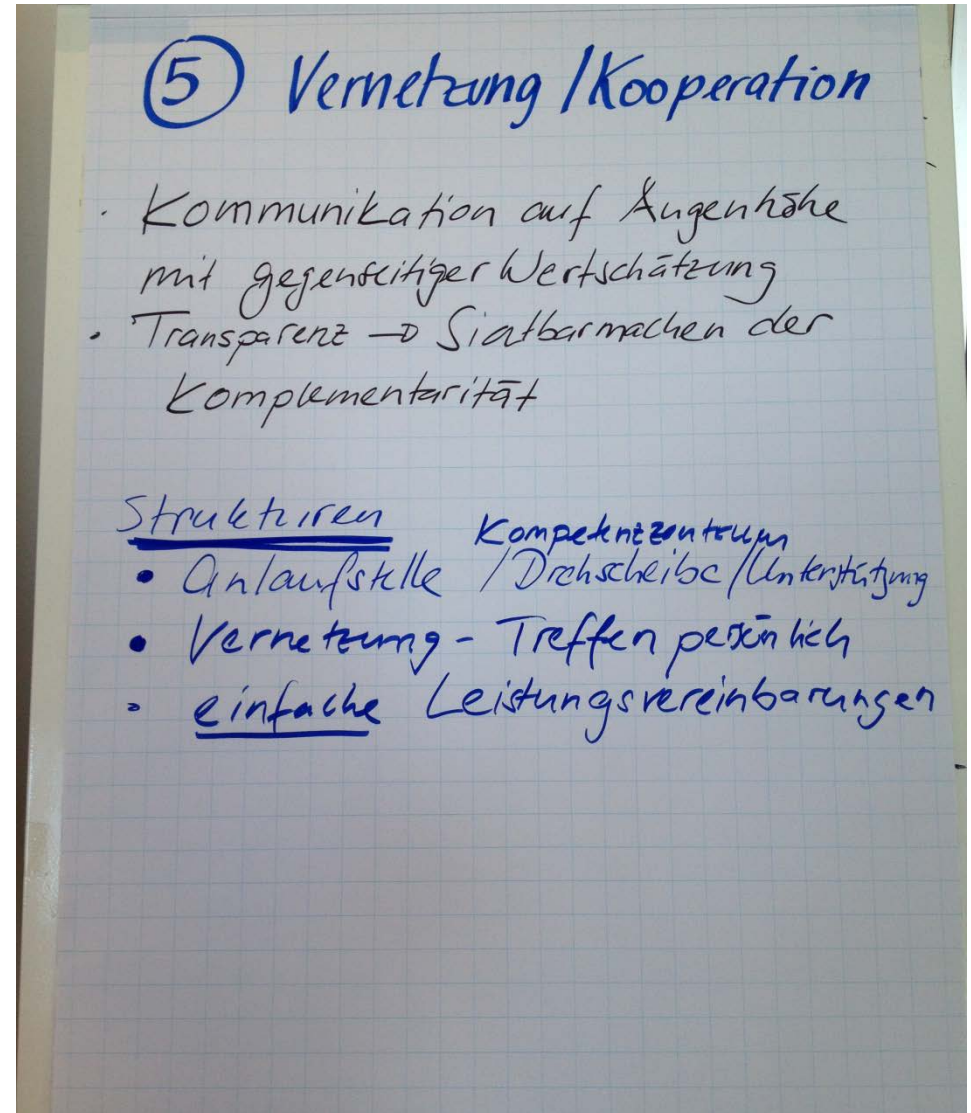 ⑤ Vernetzung / Kooperation
· Kommunikation auf Augenhöhe
mit gegenseitiger Wertschätzung
· Transparenz → Sichtbarmachen der
Komplementarität
Strukturen
Kompetenzzentrum
• Anlaufstelle / Drehscheibe / Unterstützung
• Vernetzung - Treffen persönlich
• einfache Leistungsvereinbarungen